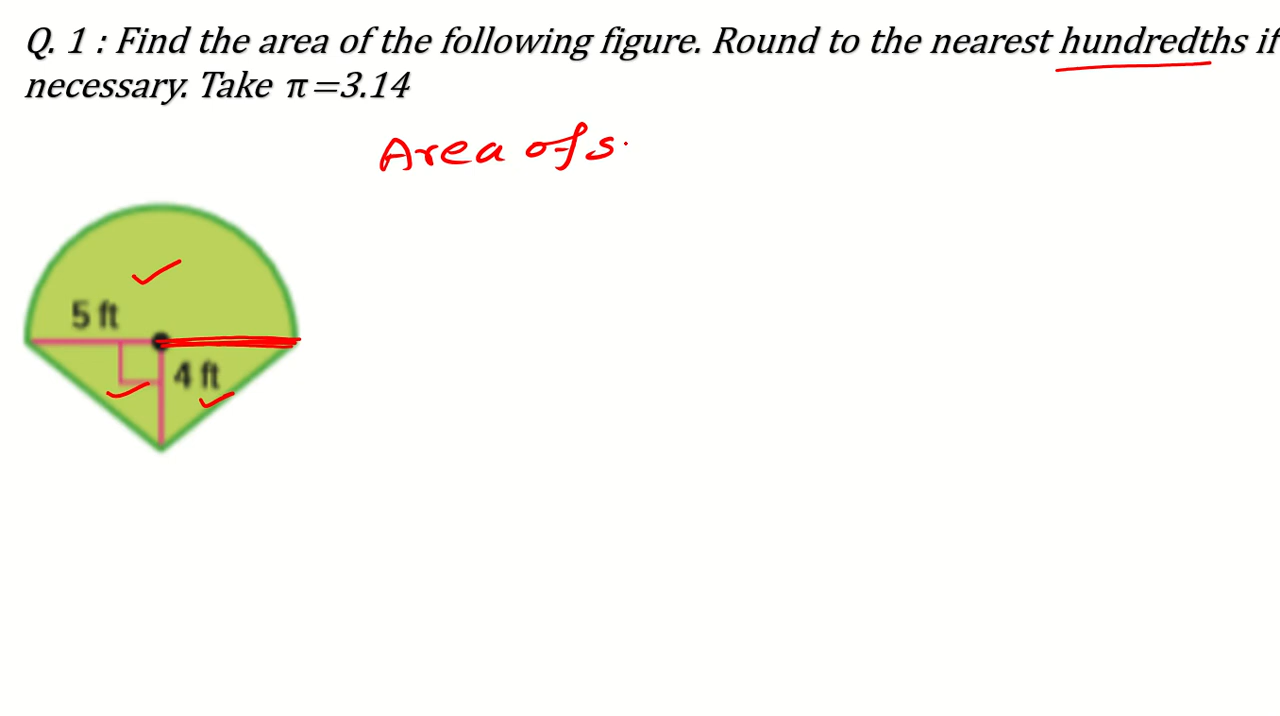 Q. 1 : Find the area of the following figure. Round to the nearest hundredths if
necessary. Take π=3.14
Area of s
5 ft
4 ft